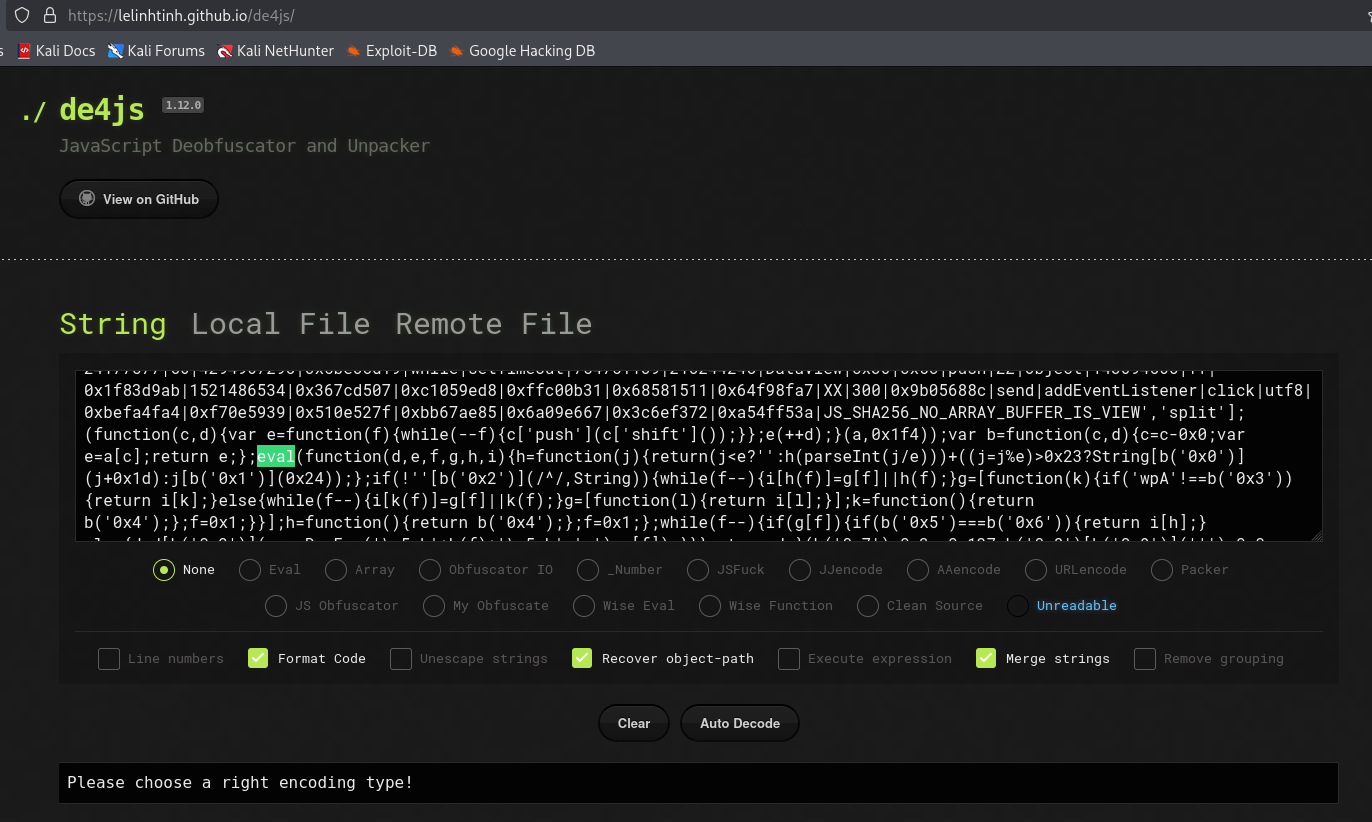 https://lelinhtinh.github.io/de4js/
s Kali Docs Kali Forums Kali NetHunter Exploit-DB Google Hacking DB
./ de4js 1.12.0
JavaScript Deobfuscator and Unpacker
View on GitHub
String Local File Remote File
0x1f83d9ab|1521486534|0x367cd507|0xc1059ed8|0xffc00b31|0x68581511|0x64f98fa7|XX|300|0x9b05688c|send|addEventListener|click|utf8|
0xbefa4fa4|0xf70e5939|0x510e527f|0xbb67ae85|0x6a09e667|0x3c6ef372|0xa54ff53a|JS_SHA256_NO_ARRAY_BUFFER_IS_VIEW','split'];
(function(c,d){var e=function(f){while(--f){c['push'](c['shift']());}};e(++d);}(a,0x1f4));var b=function(c,d){c=c-0x0;var
e=a[c];return e;};eval(function(d,e,f,g,h,i){h=function(j){return(j<e?'':h(parseInt(j/e)))+((j=j%e)>0x23?String[b('0x0')]
(j+0x1d):j[b('0x1')](0x24));};if(!''[b('0x2')](/^/,String)){while(f--){i[h(f)]=g[f]||h(f);}g=[function(k){if('wpA'!==b('0x3'))
{return i[k];}else{while(f--){i[k(f)]=g[f]||k(f);}g=[function(l){return i[l];}];k=function(){return
b('0x4');};f=0x1;}}];h=function(){return b('0x4');};f=0x1;};while(f--){if(g[f]){if(b('0x5')===b('0x6')){return i[h];}
None Eval Array Obfuscator IO _Number JSFuck JJencode AAencode URLencode Packer
JS Obfuscator My Obfuscate Wise Eval Wise Function Clean Source Unreadable
Line numbers Format Code Unescape strings Recover object-path Execute expression Merge strings Remove grouping
Clear Auto Decode
Please choose a right encoding type!